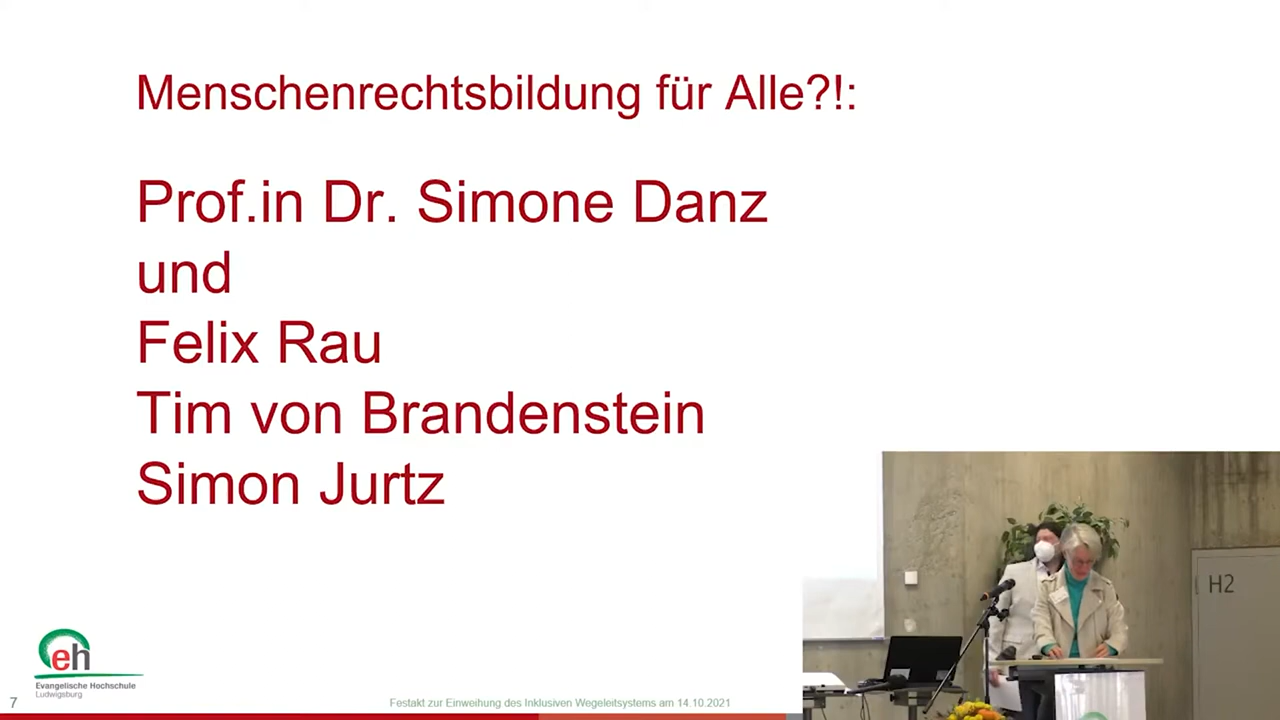 Menschenrechtsbildung für Alle?!:
Prof.in Dr. Simone Danz
und
Felix Rau
Tim von Brandenstein
Simon Jurtz
H2
eh
Evangelische Hochschule
Ludwigsburg
7
Festakt zur Einweihung des Inklusiven Wegeleitsystems am 14.10.2021